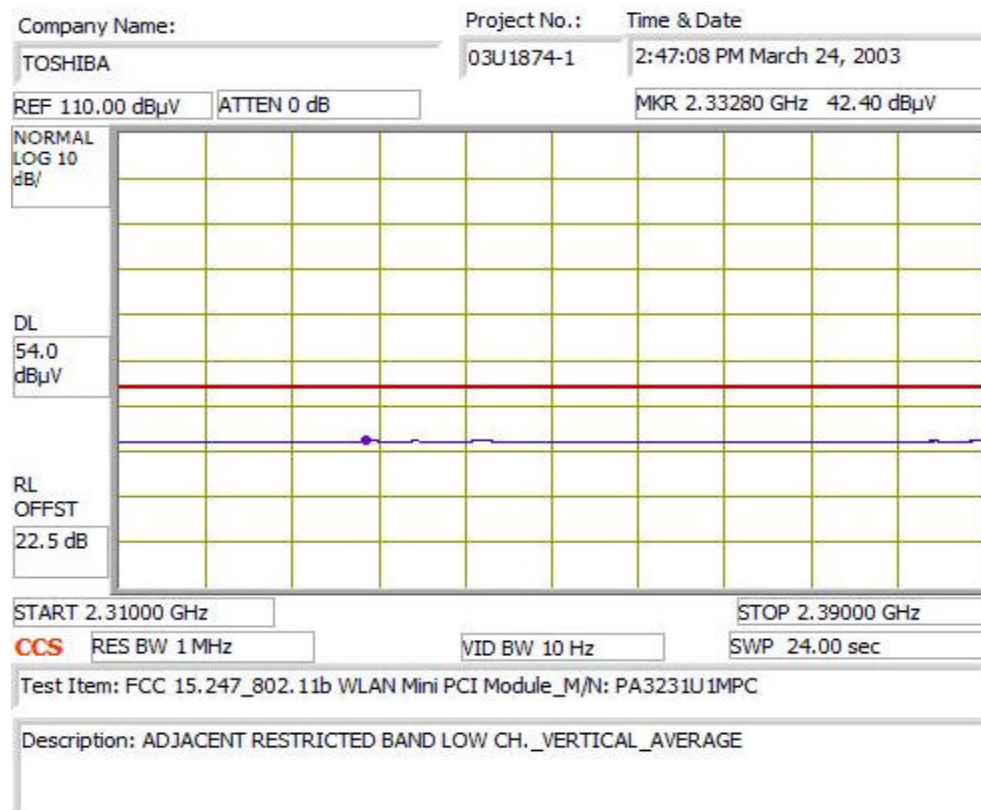 Company Name:
Project No.:
Time & Date
TOSHIBA
03U1874-1
2:47:08 PM March 24, 2003
REF 110.00 dBµV
ATTEN 0 dB
MKR 2.33280 GHz 42.40 dBµV
NORMAL
LOG 10
dB/
DL
54.0
dBµV
RL
OFFST
22.5 dB
START 2.31000 GHz
STOP 2.39000 GHz
CCS
RES BW 1 MHz
VID BW 10 Hz
SWP 24.00 sec
Test Item: FCC 15.247_802.11b WLAN Mini PCI Module_M/N: PA3231U1MPC
Description: ADJACENT RESTRICTED BAND LOW CH._VERTICAL_AVERAGE